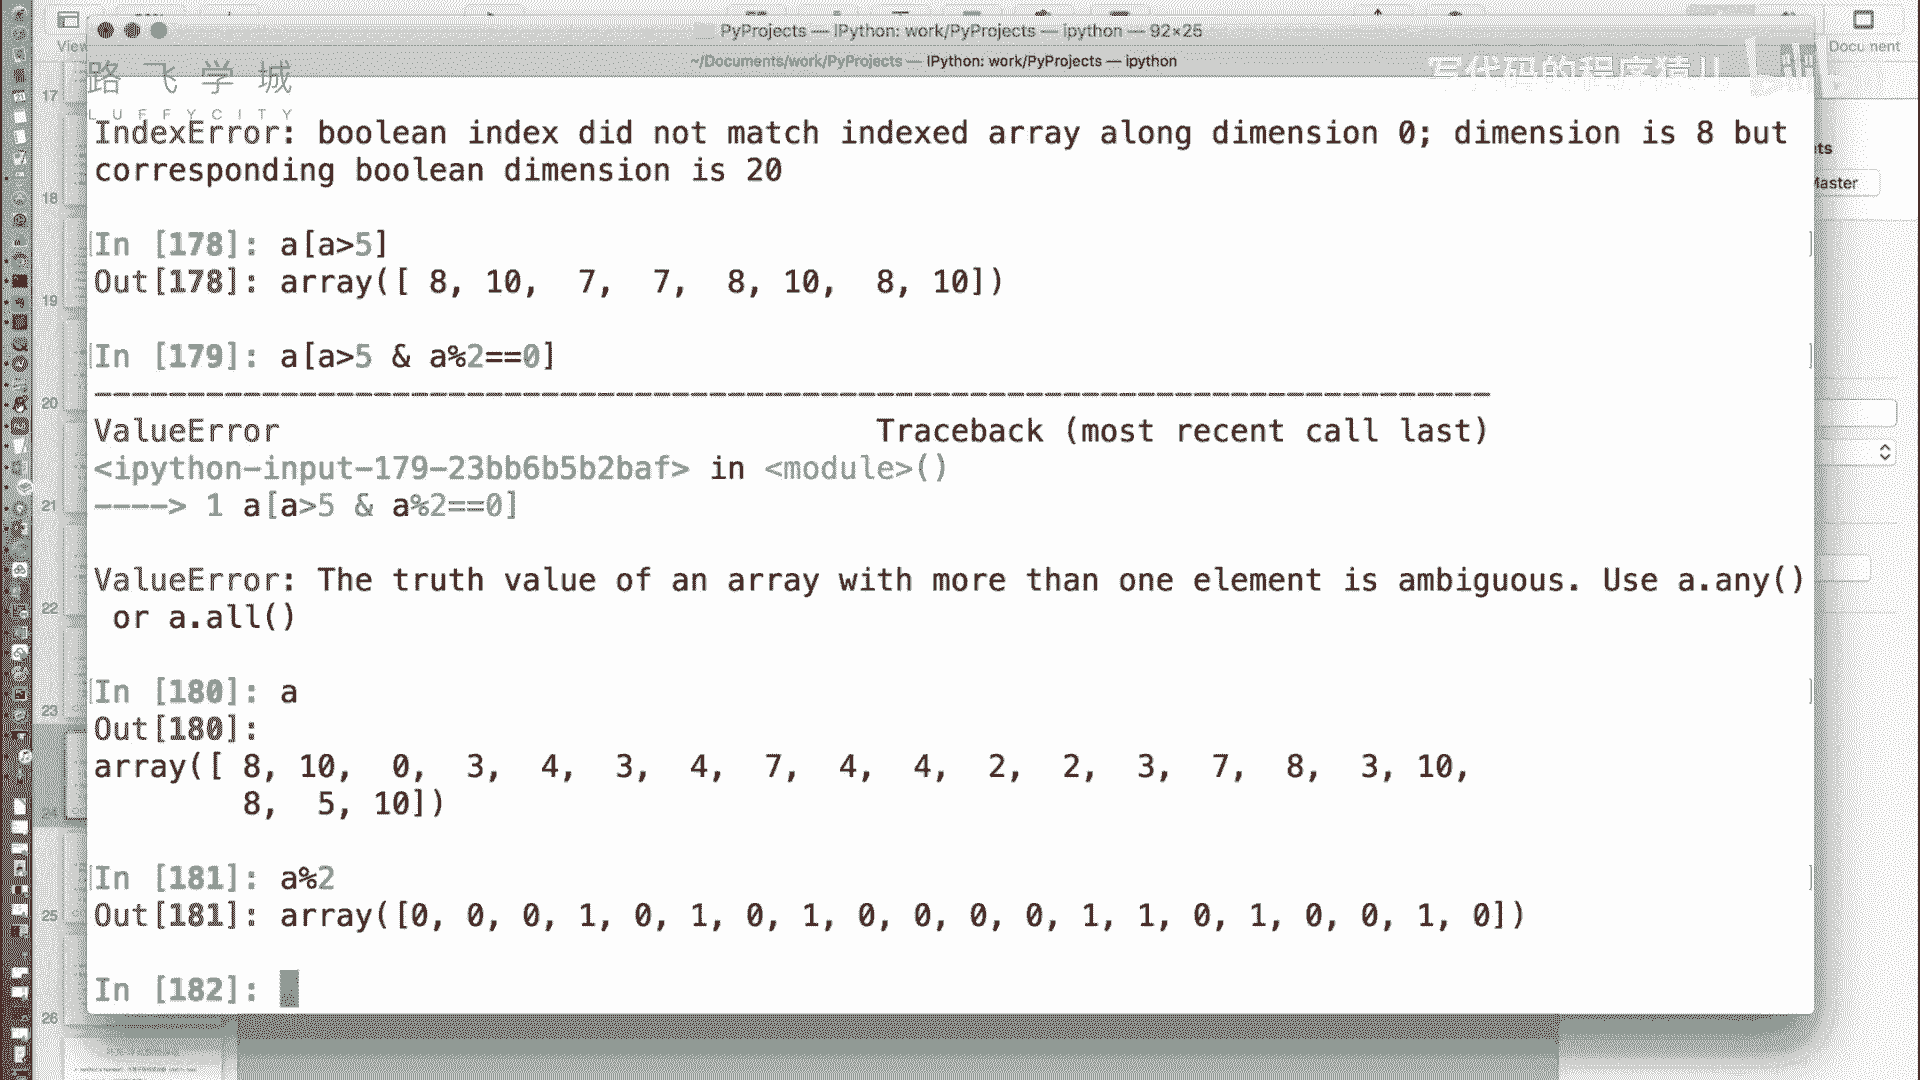 View
PyProjects — IPython: work/PyProjects — ipython — 92×25
Document
~/Documents/work/PyProjects — IPython: work/PyProjects — ipython
路飞学城
LUFFYCITY
写代码的程序猿儿
IndexError: boolean index did not match indexed array along dimension 0; dimension is 8 but
corresponding boolean dimension is 20
In [178]: a[a>5]
Out[178]: array([ 8, 10,  7,  7,  8, 10,  8, 10])
In [179]: a[a>5 & a%2==0]
---------------------------------------------------------------------------
ValueError                                Traceback (most recent call last)
<ipython-input-179-23bb6b5b2baf> in <module>()
----> 1 a[a>5 & a%2==0]
ValueError: The truth value of an array with more than one element is ambiguous. Use a.any()
 or a.all()
In [180]: a
Out[180]:
array([ 8, 10,  0,  3,  4,  3,  4,  7,  4,  4,  2,  2,  3,  7,  8,  3, 10,
        8,  5, 10])
In [181]: a%2
Out[181]: array([0, 0, 0, 1, 0, 1, 0, 1, 0, 0, 0, 0, 1, 1, 0, 1, 0, 0, 1, 0])
In [182]:
17
18
19
20
21
22
23
24
25
26